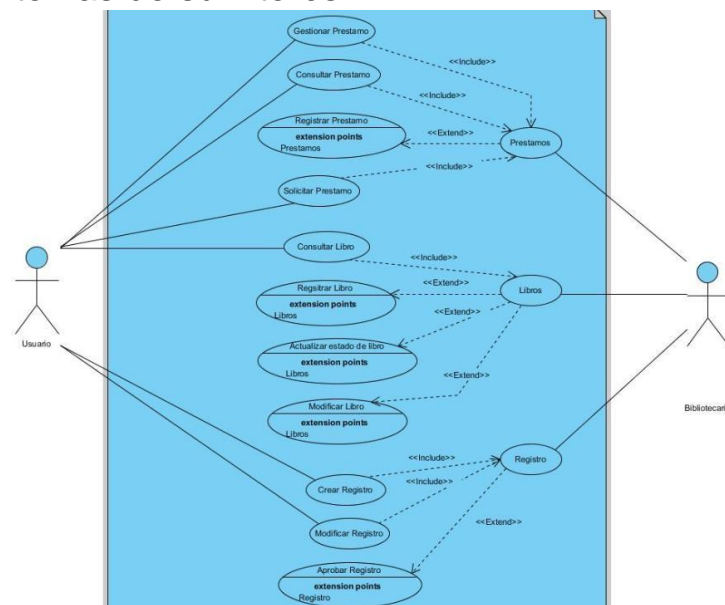 Gestionar Prestamo
<<Include>>
Consultar Prestamo
<<Include>>
Registrar Prestamo
extension points
Prestamos
<<Extend>>
Prestamos
<<Include>>
Solicitar Prestamo
Consultar Libro
<<Include>>
Regsitrar Libro
extension points
Libros
<<Extend>>
Libros
<<Extend>>
Actualizar estado de libro
extension points
Libros
Usuario
<<Extend>>
Modificar Libro
extension points
Libros
Bibliotecari
<<Include>>
Registro
Crear Registro
<<Include>>
Modificar Registro
<<Extend>>
Aprobar Registro
extension points
Registro